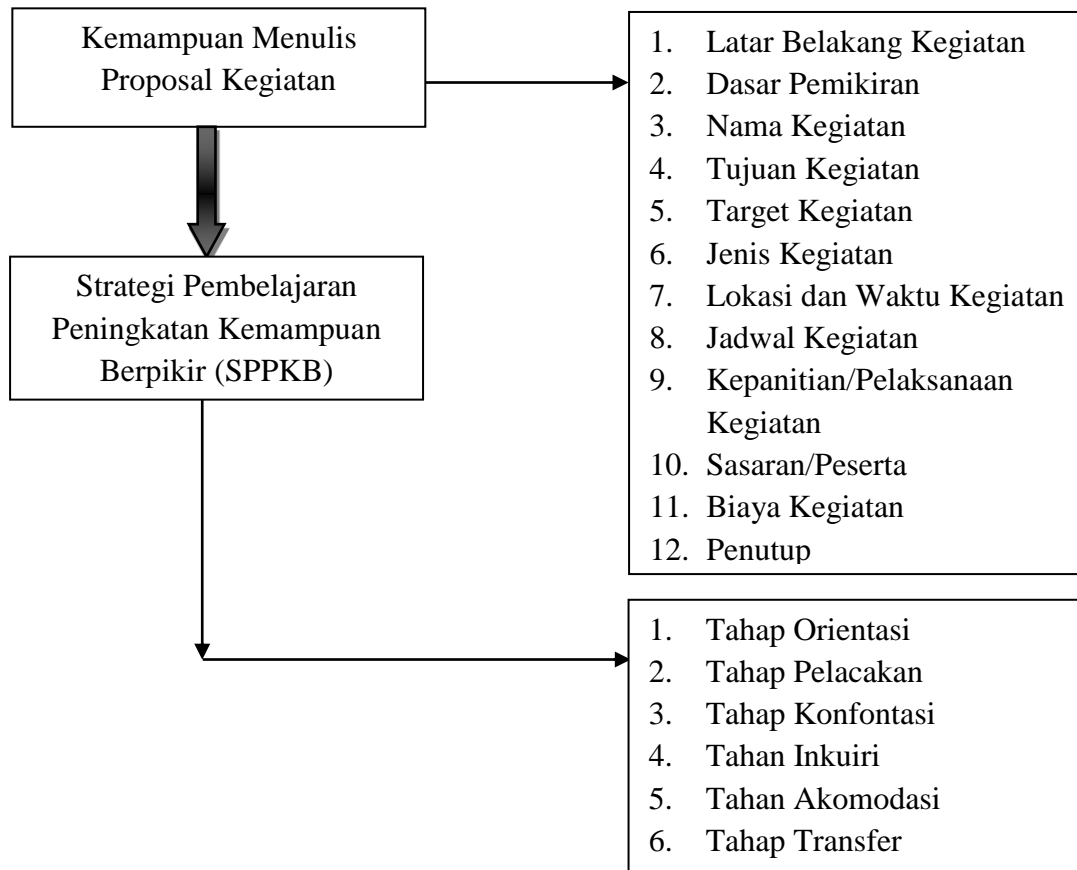 Kemampuan Menulis
Proposal Kegiatan
1. Latar Belakang Kegiatan
2. Dasar Pemikiran
3. Nama Kegiatan
4. Tujuan Kegiatan
5. Target Kegiatan
6. Jenis Kegiatan
7. Lokasi dan Waktu Kegiatan
8. Jadwal Kegiatan
9. Kepanitian/Pelaksanaan
Kegiatan
10. Sasaran/Peserta
11. Biaya Kegiatan
12. Penutup
Strategi Pembelajaran
Peningkatan Kemampuan
Berpikir (SPPKB)
1. Tahap Orientasi
2. Tahap Pelacakan
3. Tahap Konfontasi
4. Tahan Inkuiri
5. Tahan Akomodasi
6. Tahap Transfer